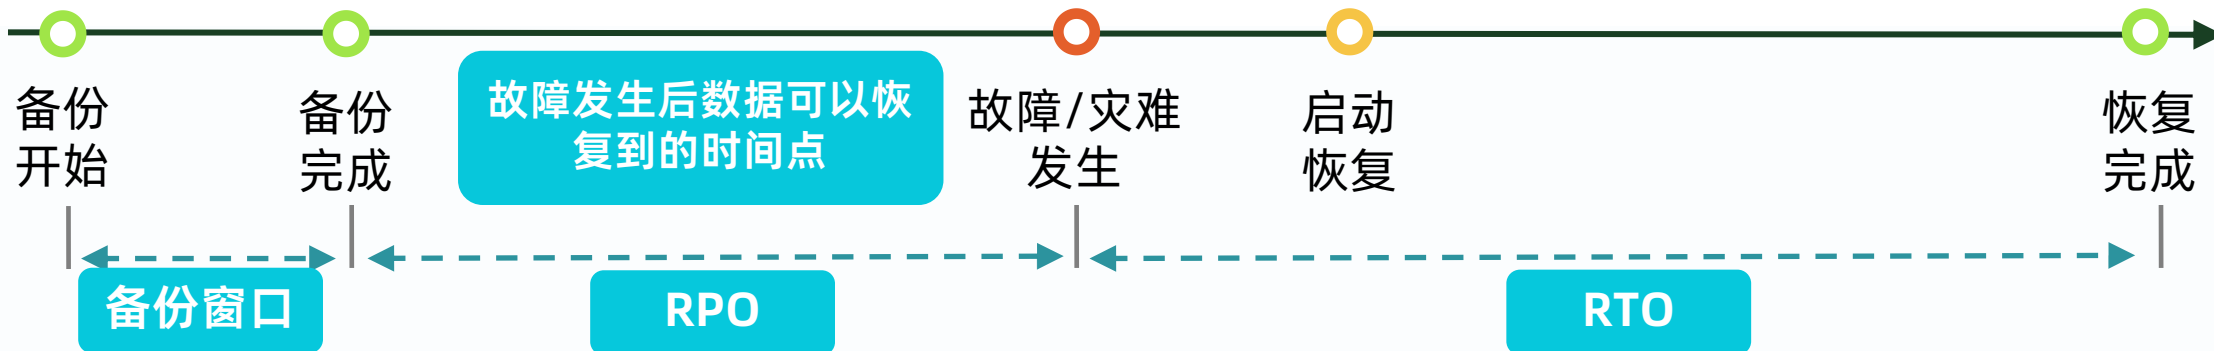 备份
开始
备份
完成
故障发生后数据可以恢
复到的时间点
故障/灾难
发生
启动
恢复
恢复
完成
备份窗口
RPO
RTO